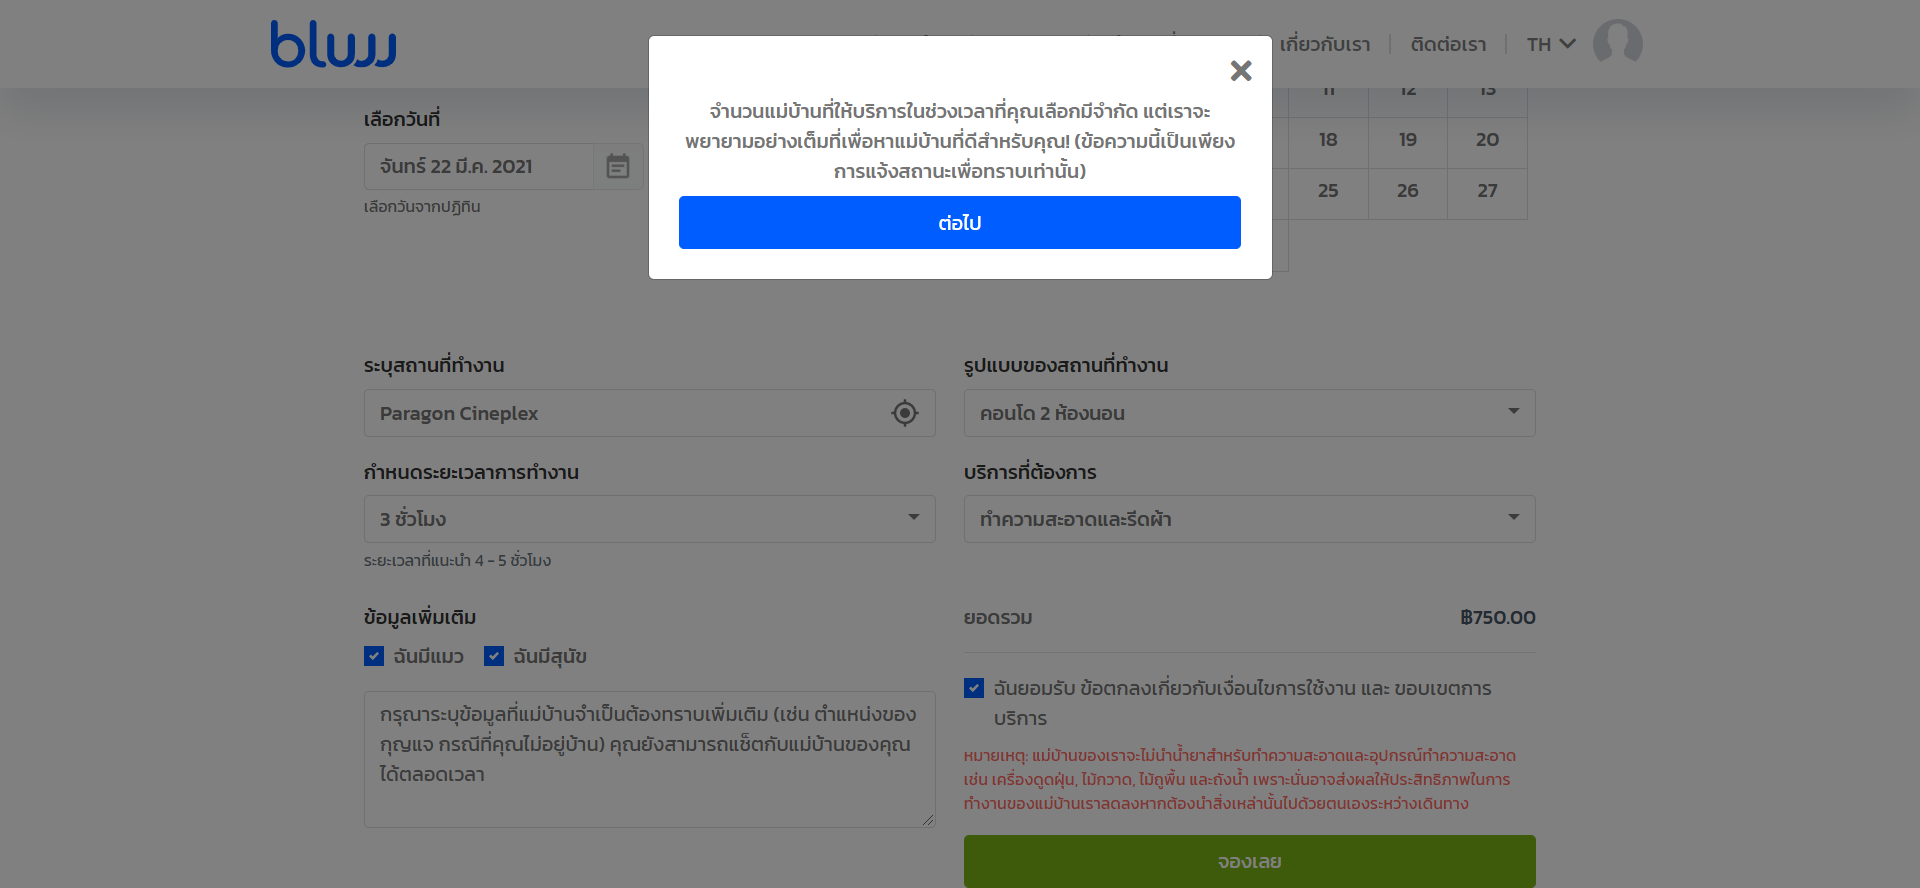 bluuu
เกี่ยวกับเรา
ติดต่อเรา
TH
จำนวนแม่บ้านที่ให้บริการในช่วงเวลาที่คุณเลือกมีจำกัด แต่เราจะ
พยายามอย่างเต็มที่เพื่อหาแม่บ้านที่ดีสำหรับคุณ! (ข้อความนี้เป็นเพียง
การแจ้งสถานะเพื่อทราบเท่านั้น)
ต่อไป
เลือกวันที่
จันทร์ 22 มี.ค. 2021
เลือกวันจากปฏิทิน
11 12 13
18 19 20
25 26 27
ระบุสถานที่ทำงาน
Paragon Cineplex
รูปแบบของสถานที่ทำงาน
คอนโด 2 ห้องนอน
กำหนดระยะเวลาการทำงาน
3 ชั่วโมง
ระยะเวลาที่แนะนำ 4 - 5 ชั่วโมง
บริการที่ต้องการ
ทำความสะอาดและรีดผ้า
ข้อมูลเพิ่มเติม
ฉันมีแมว ฉันมีสุนัข
กรุณาระบุข้อมูลที่แม่บ้านจำเป็นต้องทราบเพิ่มเติม (เช่น ตำแหน่งของ
กุญแจ กรณีที่คุณไม่อยู่บ้าน) คุณยังสามารถแช็ตกับแม่บ้านของคุณ
ได้ตลอดเวลา
ยอดรวม ฿750.00
ฉันยอมรับ ข้อตกลงเกี่ยวกับเงื่อนไขการใช้งาน และ ขอบเขตการ
บริการ
หมายเหตุ: แม่บ้านของเราจะไม่นำน้ำยาสำหรับทำความสะอาดและอุปกรณ์ทำความสะอาด
เช่น เครื่องดูดฝุ่น, ไม้กวาด, ไม้ถูพื้น และถังน้ำ เพราะนั่นอาจส่งผลให้ประสิทธิภาพในการ
ทำงานของแม่บ้านเราลดลงหากต้องนำสิ่งเหล่านั้นไปด้วยตนเองระหว่างเดินทาง
จองเลย